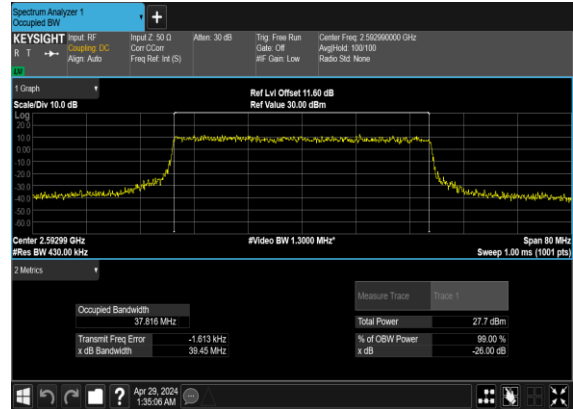 Spectrum Analyzer 1
Occupied BW
+
KEYSIGHT Input: RF Input Z: 50 Ω Atten: 30 dB Trig: Free Run Center Freq: 2.592990000 GHz
R T Coupling: DC Corr CCorr Gate: Off Avg|Hold: 100/100
Align: Auto Freq Ref: Int (S) #IF Gain: Low Radio Std: None
1 Graph
Ref Lvl Offset 11.60 dB
Scale/Div 10.0 dB Ref Value 30.00 dBm
Log
20.0
10.0
0.00
-10.0
-20.0
-30.0
-40.0
-50.0
-60.0
Center 2.59299 GHz #Video BW 1.3000 MHz* Span 80 MHz
#Res BW 430.00 kHz Sweep 1.00 ms (1001 pts)
2 Metrics
Measure Trace Trace 1
Occupied Bandwidth
37.816 MHz Total Power 27.7 dBm
Transmit Freq Error -1.613 kHz % of OBW Power 99.00 %
x dB Bandwidth 39.45 MHz x dB -26.00 dB
? Apr 29, 2024
1:35:06 AM